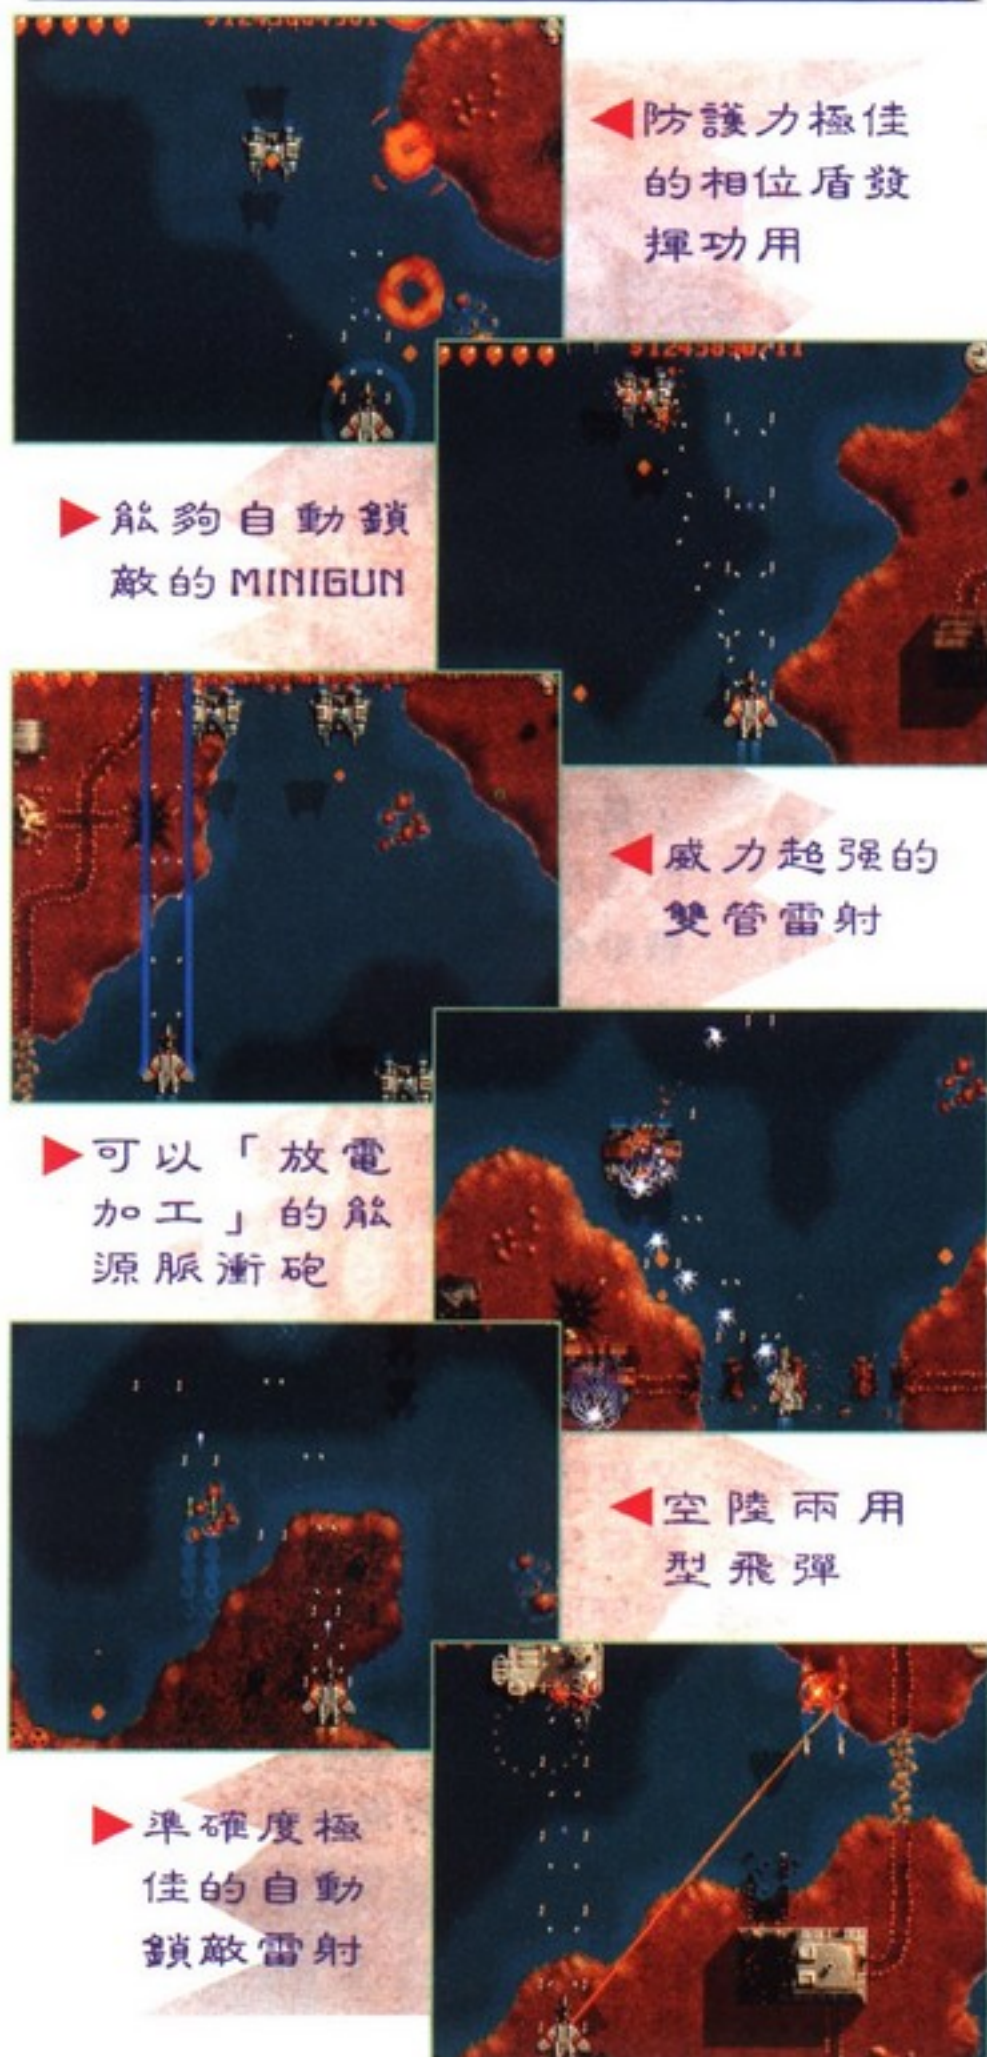 防護力極佳
的相位盾發
揮功用
能夠自動鎖
敵的MINIGUN
威力超强的
雙管雷射
可以「放電
加工」的能
源脈衝砲
空陸兩用
型飛彈
準確度極
佳的自動
鎖敵雷射